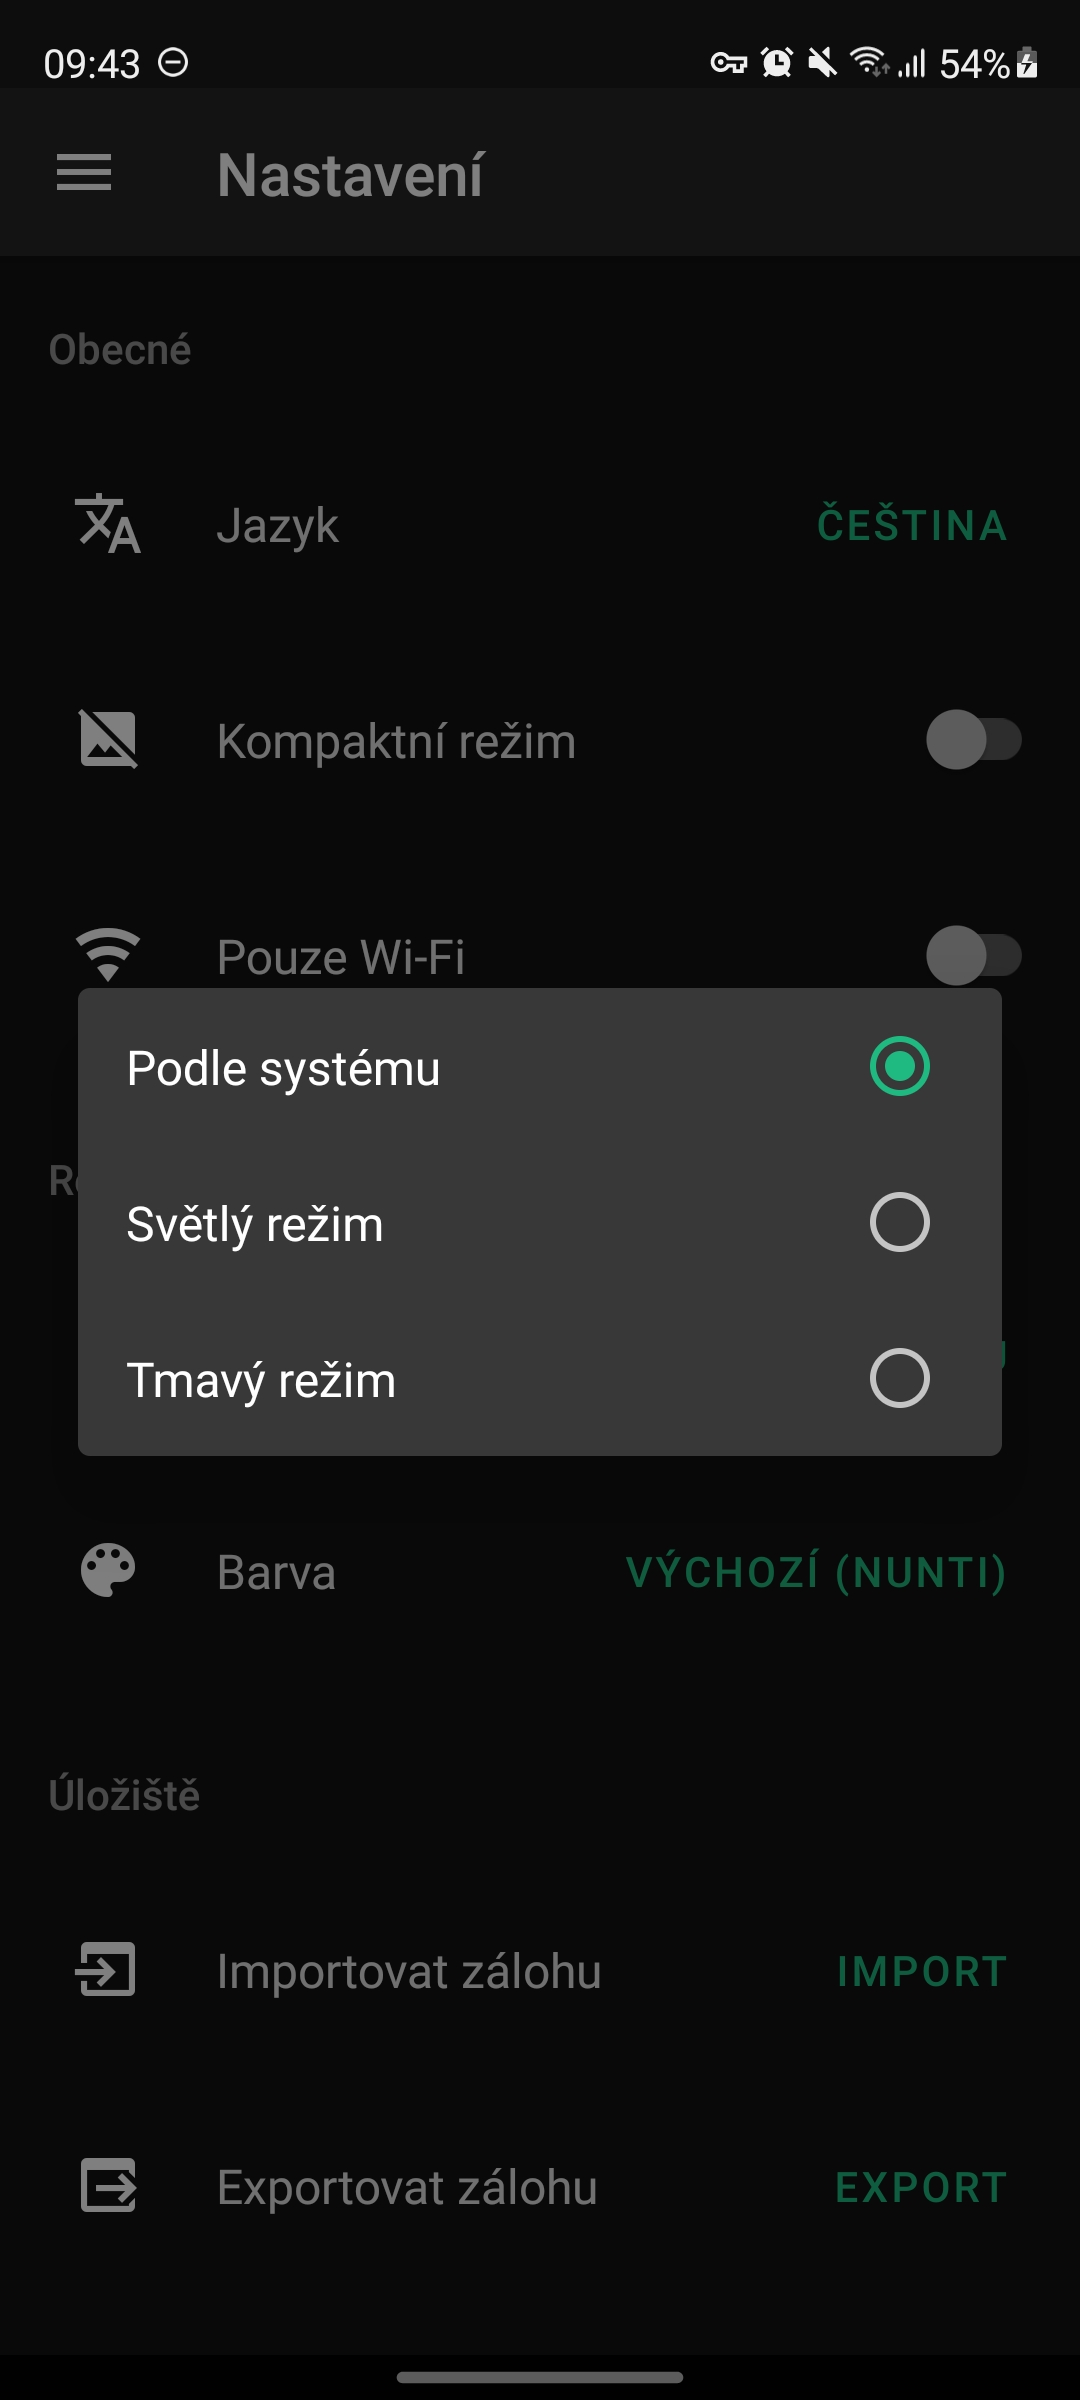 09:43
54%
Nastavení
Obecné
Jazyk ČEŠTINA
Kompaktní režim
Pouze Wi-Fi
Podle systému
Světlý režim
Tmavý režim
Barva VÝCHOZÍ (NUNTI)
Úložiště
Importovat zálohu IMPORT
Exportovat zálohu EXPORT